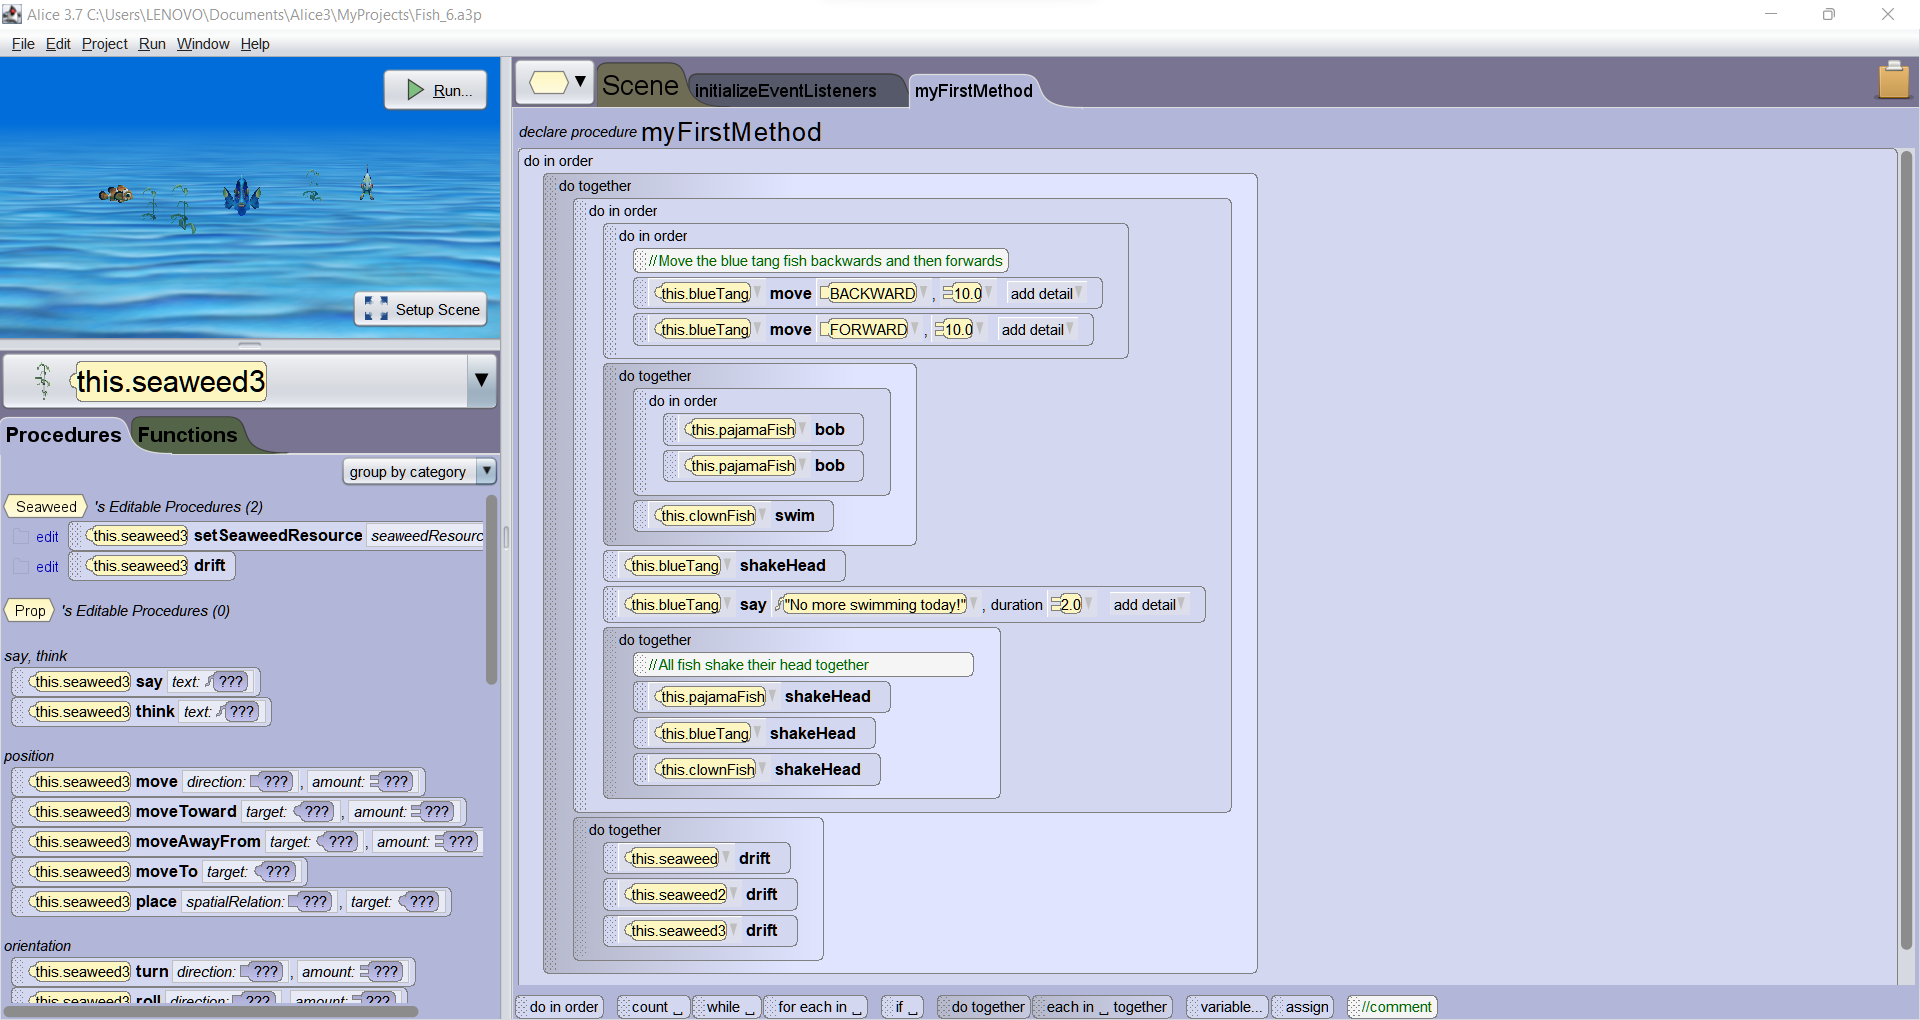 Alice 3.7 C:\Users\LENOVO\Documents\Alice3\MyProjects\Fish_6.a3p
File Edit Project Run Window Help
Run...
Setup Scene
this.seaweed3
Procedures Functions
group by category
Seaweed 's Editable Procedures (2)
edit this.seaweed3 setSeaweedResource seaweedResourc
edit this.seaweed3 drift
Prop 's Editable Procedures (0)
say, think
this.seaweed3 say text: ???
this.seaweed3 think text: ???
position
this.seaweed3 move direction: ??? , amount: ???
this.seaweed3 moveToward target: ??? , amount: ???
this.seaweed3 moveAwayFrom target: ??? , amount: ???
this.seaweed3 moveTo target: ???
this.seaweed3 place spatialRelation: ??? , target: ???
orientation
this.seaweed3 turn direction: ??? , amount: ???
this.seaweed3 roll direction: ??? amount: ???
Scene initializeEventListeners myFirstMethod
declare procedure myFirstMethod
do in order
do together
do in order
do in order
//Move the blue tang fish backwards and then forwards
this.blueTang move BACKWARD , 10.0 add detail
this.blueTang move FORWARD , 10.0 add detail
do together
do in order
this.pajamaFish bob
this.pajamaFish bob
this.clownFish swim
this.blueTang shakeHead
this.blueTang say "No more swimming today!" , duration 2.0 add detail
do together
//All fish shake their head together
this.pajamaFish shakeHead
this.blueTang shakeHead
this.clownFish shakeHead
do together
this.seaweed drift
this.seaweed2 drift
this.seaweed3 drift
do in order count ␣ while ␣ for each in ␣ if ␣ do together each in ␣ together variable... assign //comment